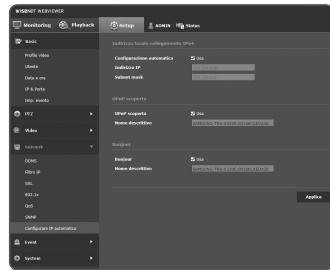 WISENET WEBVIEWER
Monitoring Playback Setup ADMIN Status
Basic
Profilo video
Utente
Data e ora
IP & Porta
Imp. evento
PTZ
Video
Network
DDNS
Filtro IP
SSL
802.1x
QoS
SNMP
Configurare IP automatico
Event
System
Indirizzo locale collegamento IPv4
Configurazione automatica Usa
Indirizzo IP
Subnet mask
UPnP scoperto
UPnP scoperto Usa
Nome descrittivo
Bonjour
Bonjour Usa
Nome descrittivo
Applica